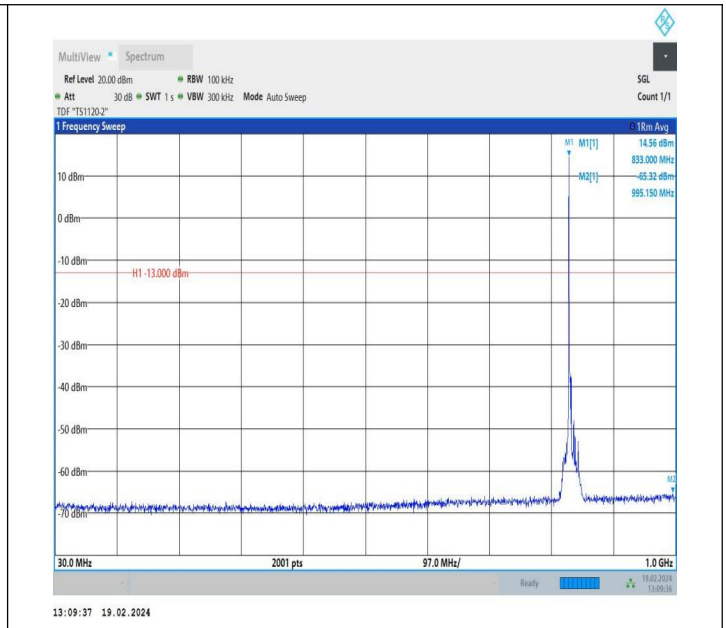 R&S
MultiView Spectrum
Ref Level 20.00 dBm RBW 100 kHz SGL
Att 30 dB SWT 1 s VBW 300 kHz Mode Auto Sweep Count 1/1
TDF "TS1120-2"
1 Frequency Sweep 1Rm Avg
M1 M1[1] 14.56 dBm
833.000 MHz
10 dBm M2[1] -65.32 dBm
995.150 MHz
0 dBm
-10 dBm
H1 -13.000 dBm
-20 dBm
-30 dBm
-40 dBm
-50 dBm
-60 dBm
M2
-70 dBm
30.0 MHz 2001 pts 97.0 MHz/ 1.0 GHz
Ready 19.02.2024
13:09:36
13:09:37 19.02.2024